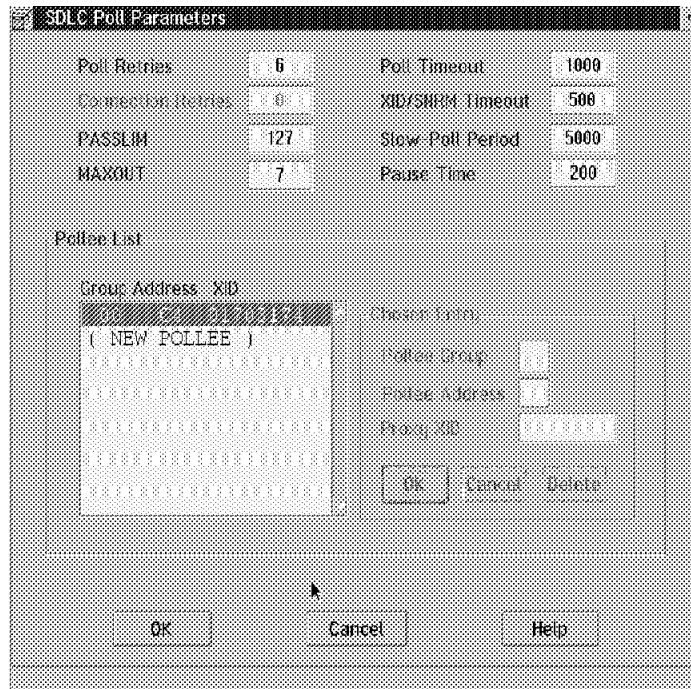 SDLC Poll Parameters
Poll Retries 6 Poll Timeout 1000
Connection Retries 0 XID/SNRM Timeout 500
PASSLIM 127 Slow Poll Period 5000
MAXOUT 7 Pause Time 200
Pollee List
Group Address XID
C4 01702174
( NEW POLLEE )
Chosen Entry
Pollee Group
Pollee Address
Proxy XID
OK Cancel Delete
OK Cancel Help